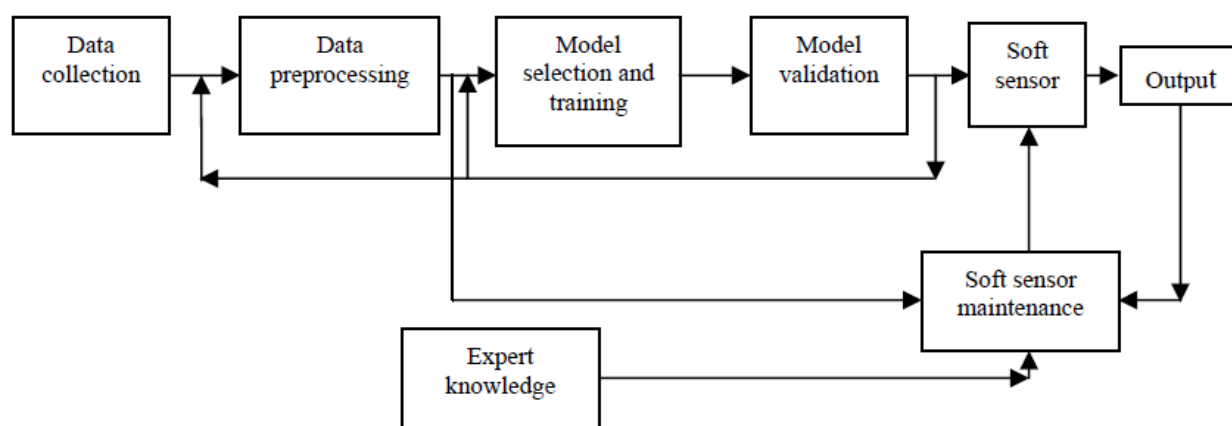 Data
collection
Data
preprocessing
Model
selection and
training
Model
validation
Soft
sensor
Output
Soft sensor
maintenance
Expert
knowledge